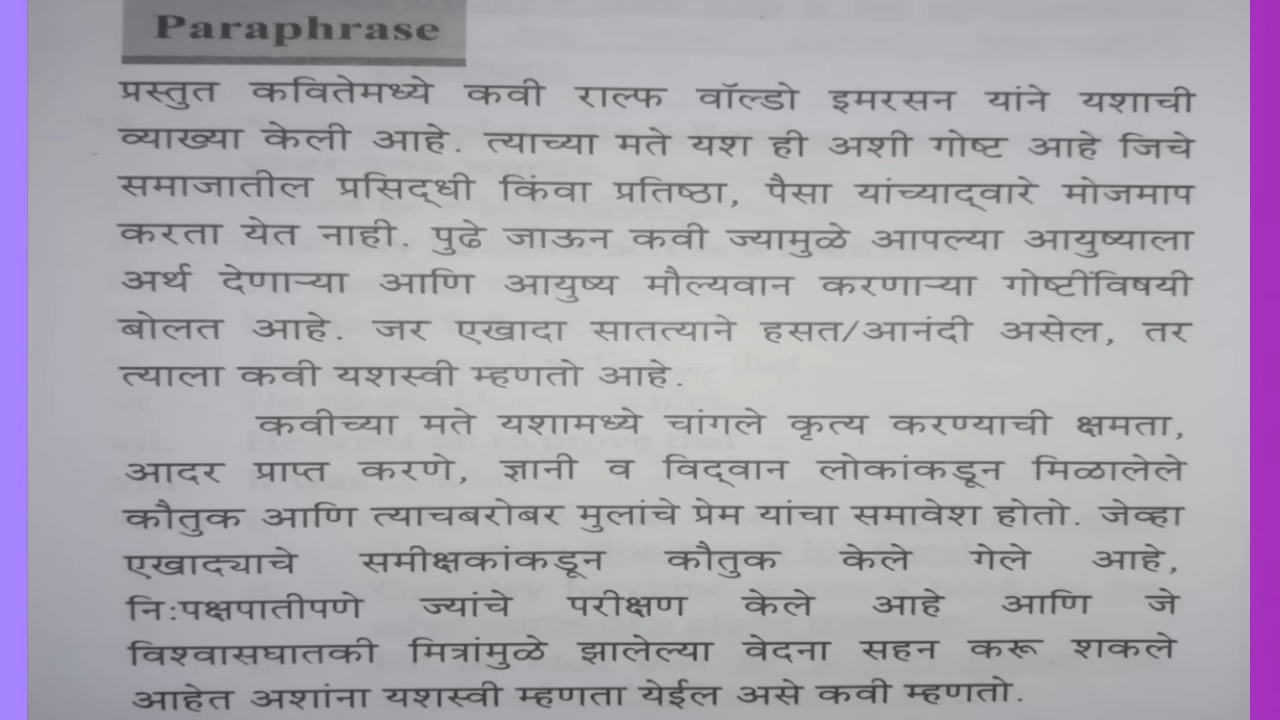 Paraphrase
प्रस्तुत कवितेमध्ये कवी राल्फ वॉल्डो इमरसन यांने यशाची
व्याख्या केली आहे. त्याच्या मते यश ही अशी गोष्ट आहे जिचे
समाजातील प्रसिद्धी किंवा प्रतिष्ठा, पैसा यांच्याद्वारे मोजमाप
करता येत नाही. पुढे जाऊन कवी ज्यामुळे आपल्या आयुष्याला
अर्थ देणाऱ्या आणि आयुष्य मौल्यवान करणाऱ्या गोष्टींविषयी
बोलत आहे. जर एखादा सातत्याने हसत/आनंदी असेल, तर
त्याला कवी यशस्वी म्हणतो आहे.
कवीच्या मते यशामध्ये चांगले कृत्य करण्याची क्षमता,
आदर प्राप्त करणे, ज्ञानी व विद्वान लोकांकडून मिळालेले
कौतुक आणि त्याचबरोबर मुलांचे प्रेम यांचा समावेश होतो. जेव्हा
एखाद्याचे समीक्षकांकडून कौतुक केले गेले आहे,
नि:पक्षपातीपणे ज्यांचे परीक्षण केले आहे आणि जे
विश्वासघातकी मित्रांमुळे झालेल्या वेदना सहन करू शकले
आहेत अशांना यशस्वी म्हणता येईल असे कवी म्हणतो.